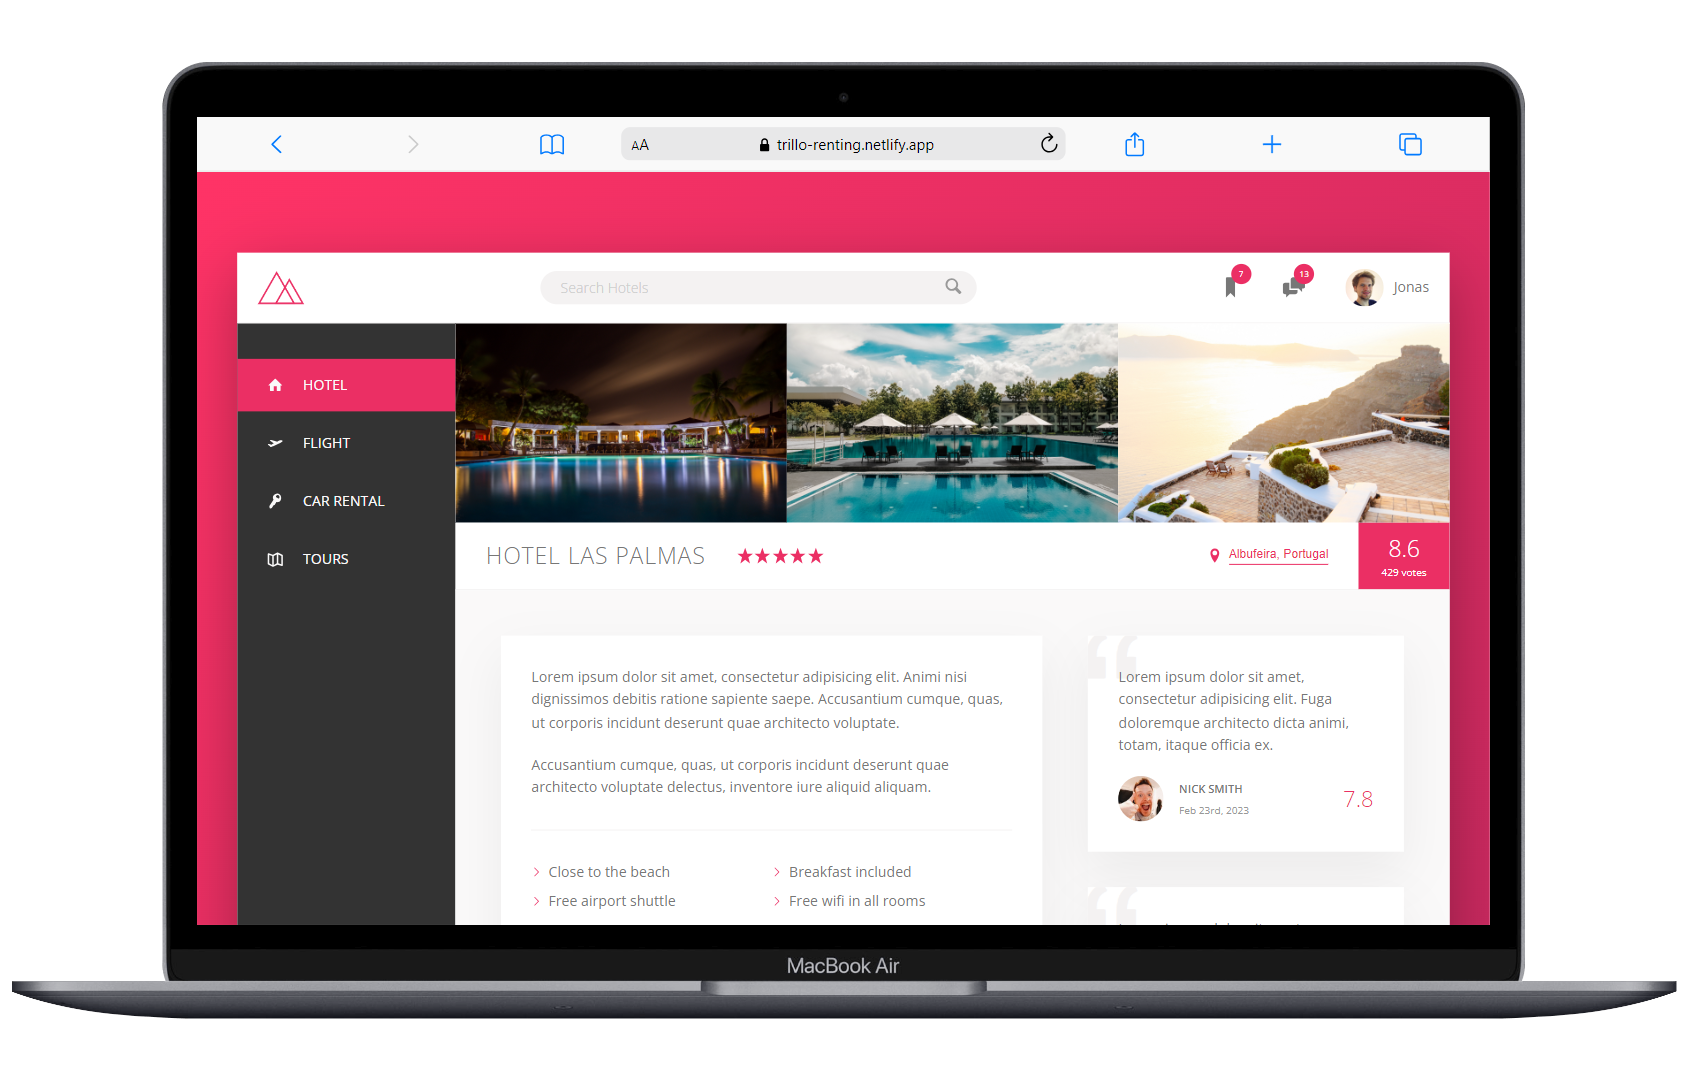 AA
trillo-renting.netlify.app
Search Hotels
7
13
Jonas
HOTEL
FLIGHT
CAR RENTAL
TOURS
HOTEL LAS PALMAS
Albufeira, Portugal
8.6
429 votes
Lorem ipsum dolor sit amet, consectetur adipisicing elit. Animi nisi
dignissimos debitis ratione sapiente saepe. Accusantium cumque, quas,
ut corporis incidunt deserunt quae architecto voluptate.
Accusantium cumque, quas, ut corporis incidunt deserunt quae
architecto voluptate delectus, inventore iure aliquid aliquam.
Close to the beach
Breakfast included
Free airport shuttle
Free wifi in all rooms
“
Lorem ipsum dolor sit amet,
consectetur adipisicing elit. Fuga
doloremque architecto dicta animi,
totam, itaque officia ex.
NICK SMITH
Feb 23rd, 2023
7.8
“
MacBook Air